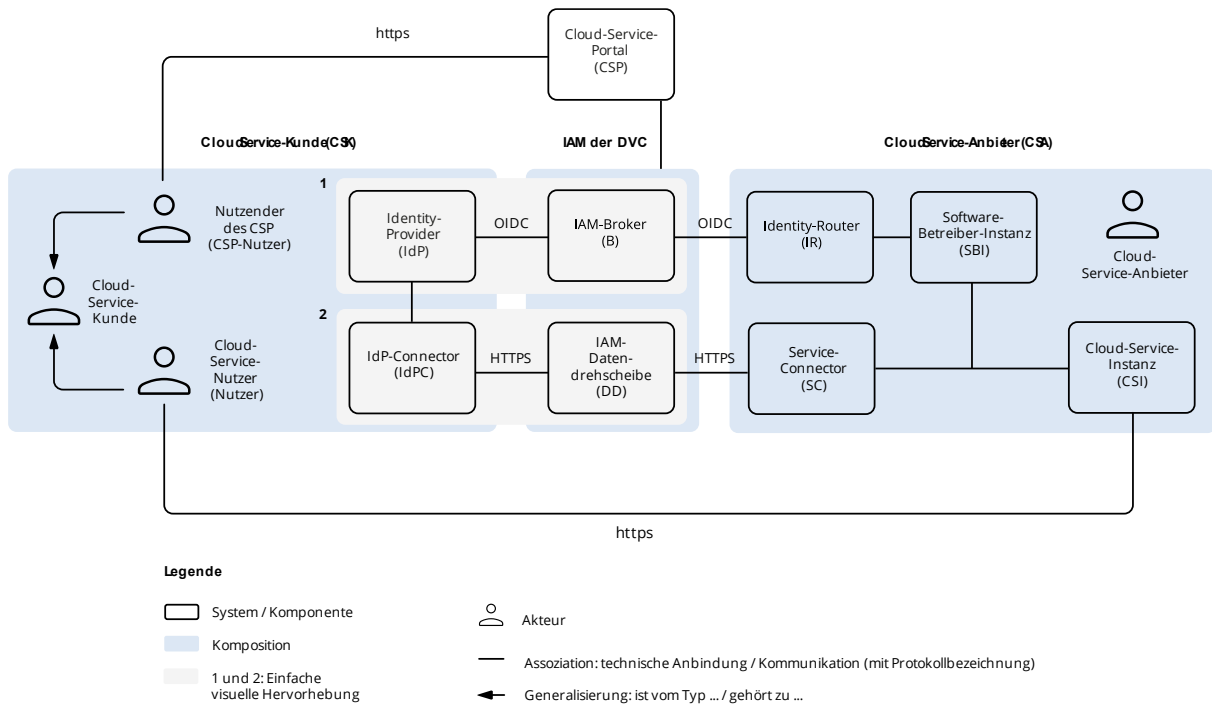 https
Cloud-Service-
Portal
(CSP)
Cloud-Service-Kunde (CSK)
IAM der DVC
Cloud-Service-Anbieter (CSA)
1
Nutzender
des CSP
(CSP-Nutzer)
Identity-
Provider
(IdP)
OIDC
IAM-Broker
(B)
OIDC
Identity-Router
(IR)
Software-
Betreiber-Instanz
(SBI)
Cloud-
Service-Anbieter
Cloud-
Service-
Kunde
2
Cloud-
Service-
Nutzer
(Nutzer)
IdP-Connector
(IdPC)
HTTPS
IAM-
Daten-
drehscheibe
(DD)
HTTPS
Service-
Connector
(SC)
Cloud-Service-
Instanz
(CSI)
https
Legende
System / Komponente
Komposition
1 und 2: Einfache
visuelle Hervorhebung
Akteur
Assoziation: technische Anbindung / Kommunikation (mit Protokollbezeichnung)
Generalisierung: ist vom Typ ... / gehört zu ...